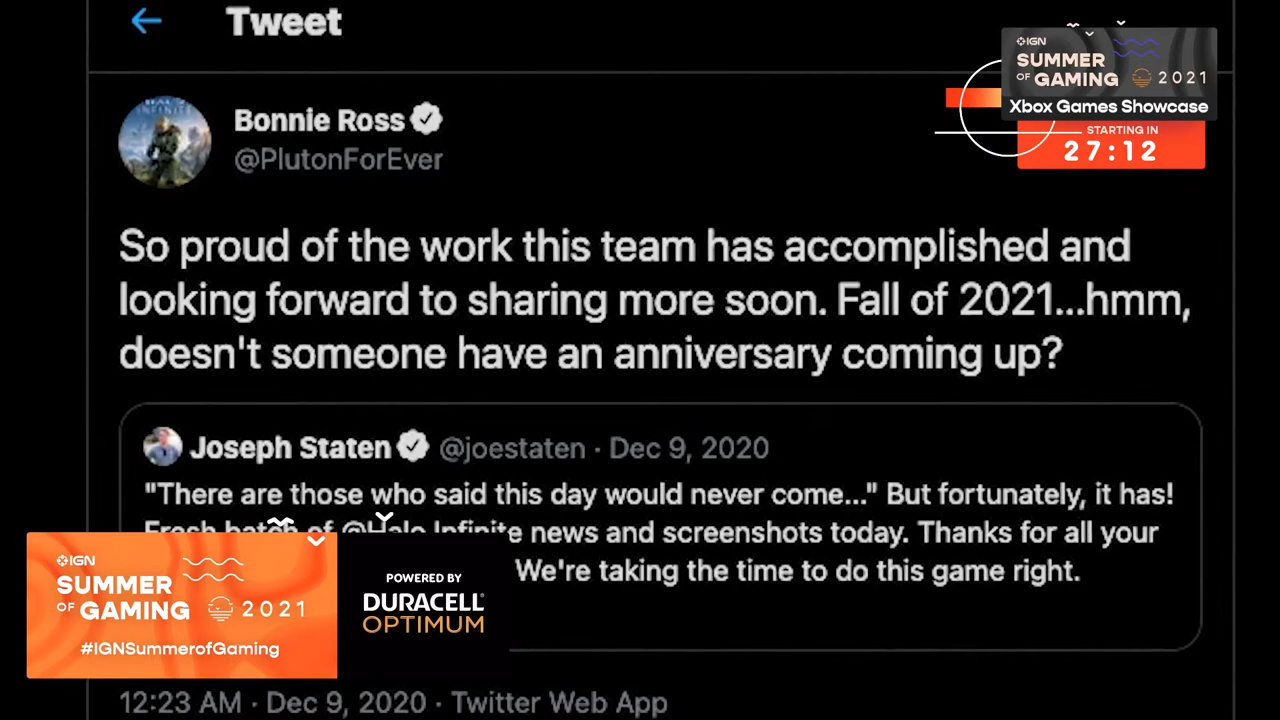 Tweet
IGN
SUMMER
OF GAMING 2021
Xbox Games Showcase
STARTING IN
27:12
Bonnie Ross
@PlutonForEver
So proud of the work this team has accomplished and
looking forward to sharing more soon. Fall of 2021...hmm,
doesn't someone have an anniversary coming up?
Joseph Staten @joestaten · Dec 9, 2020
"There are those who said this day would never come..." But fortunately, it has!
Fresh batch of @Halo Infinite news and screenshots today. Thanks for all your
We're taking the time to do this game right.
IGN
SUMMER
OF GAMING 2021
#IGNSummerofGaming
POWERED BY
DURACELL
OPTIMUM
12:23 AM · Dec 9, 2020 · Twitter Web App